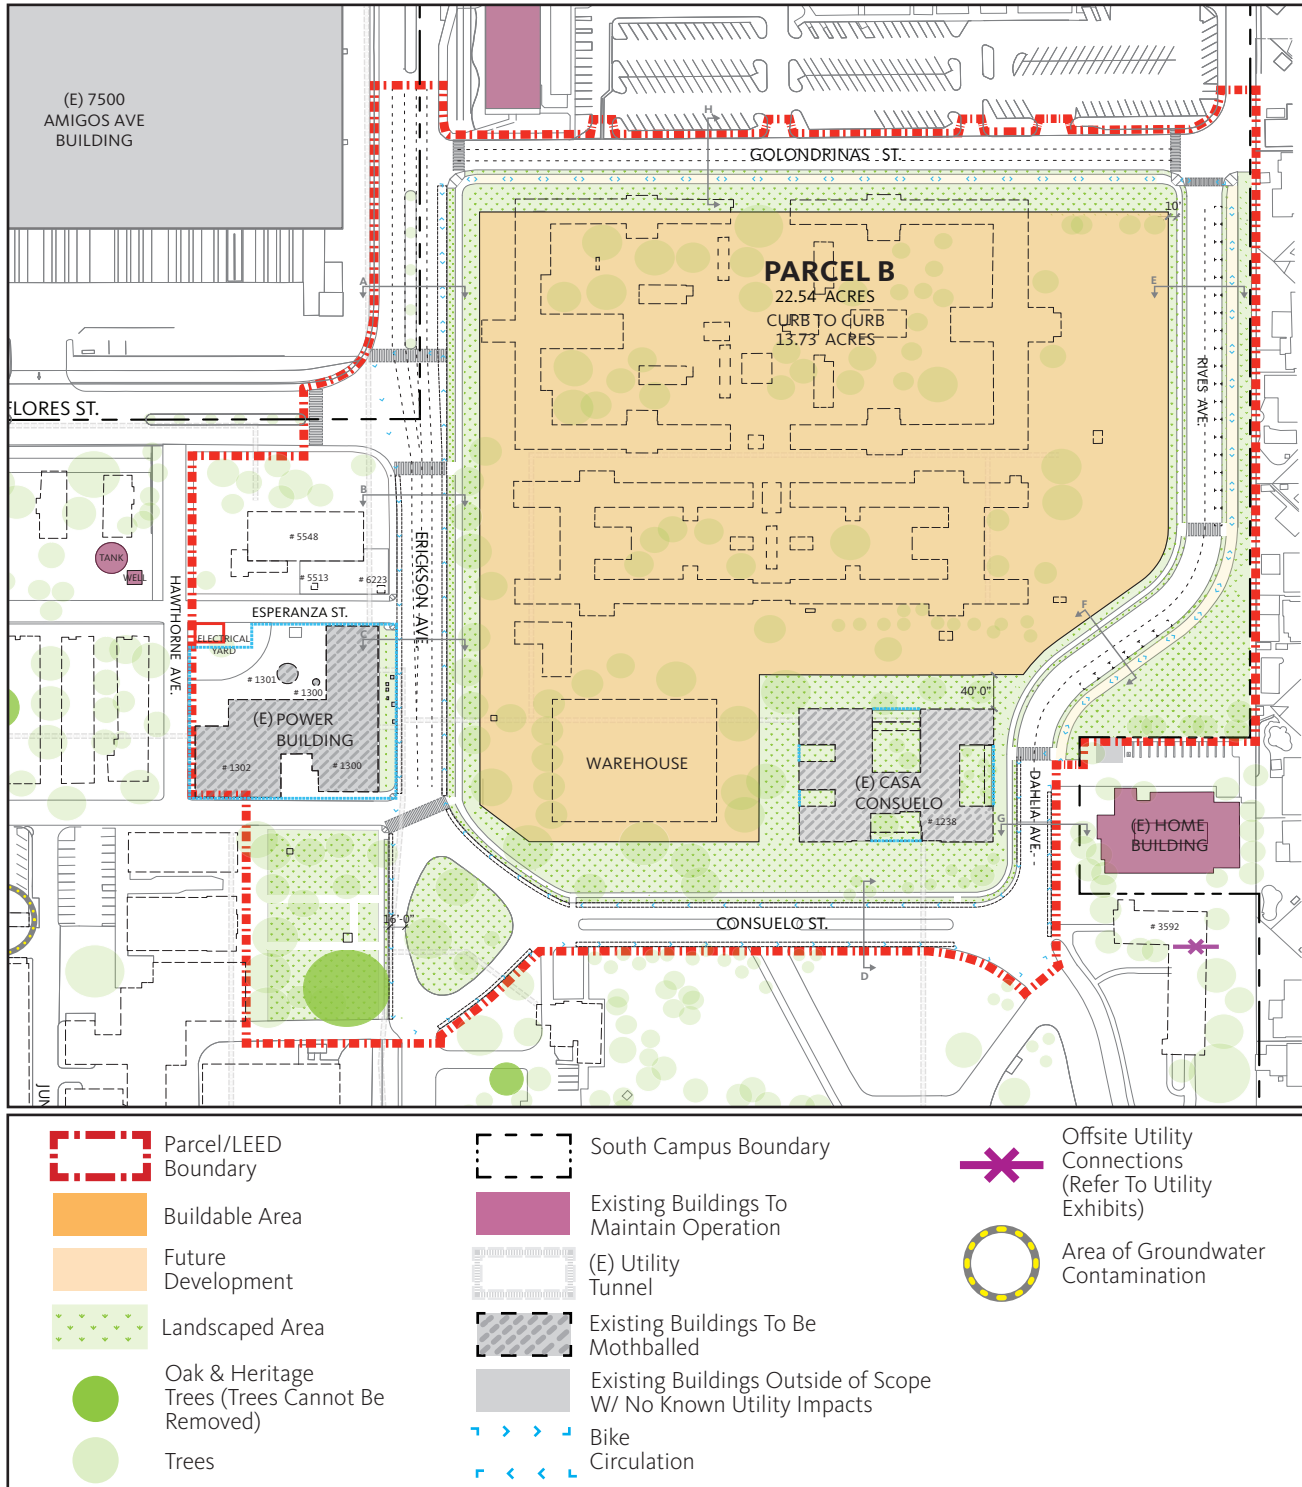 (E) 7500
AMIGOS AVE
BUILDING
H
GOLONDRINAS ST.
10'
PARCEL B
22.54 ACRES
CURB TO CURB
13.73 ACRES
A
E
RIVES AVE.
FLORES ST.
B
# 5548
# 5513
# 6223
TANK
WELL
HAWTHORNE AVE.
ERICKSON AVE.
ESPERANZA ST.
ELECTRICAL
YARD
C
F
# 1301
# 1300
(E) POWER
BUILDING
# 1302
# 1300
40' 0"
WAREHOUSE
(E) CASA
CONSUELO
# 1238
DAHLIA AVE.
G
(E) HOME
BUILDING
16'-0"
CONSUELO ST.
# 3592
D
JUN
Parcel/LEED
Boundary
Buildable Area
Future
Development
Landscaped Area
Oak & Heritage
Trees (Trees Cannot Be
Removed)
Trees
South Campus Boundary
Existing Buildings To
Maintain Operation
(E) Utility
Tunnel
Existing Buildings To Be
Mothballed
Existing Buildings Outside of Scope
W/ No Known Utility Impacts
Bike
Circulation
Offsite Utility
Connections
(Refer To Utility
Exhibits)
Area of Groundwater
Contamination